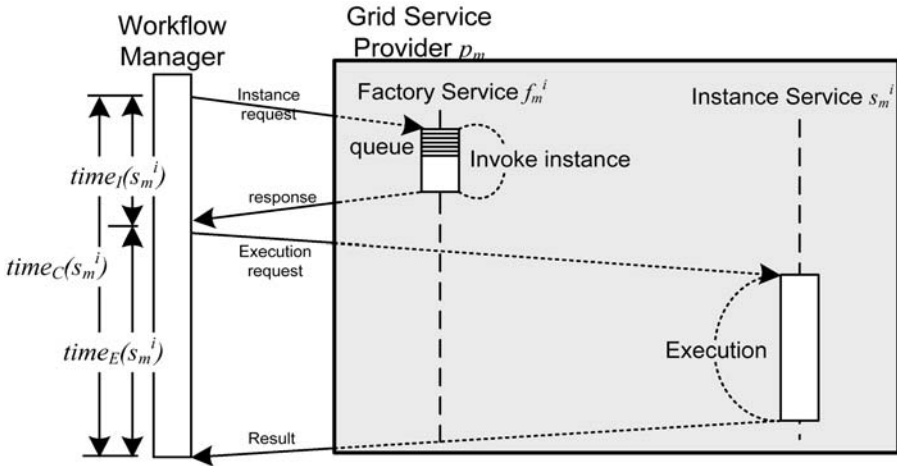 Workflow
Manager
Grid Service
Provider pₘ
Factory Service fₘⁱ
Instance Service sₘⁱ
Instance
request
queue
Invoke instance
timeI(sₘⁱ)
response
Execution
request
timeC(sₘⁱ)
timeE(sₘⁱ)
Execution
Result